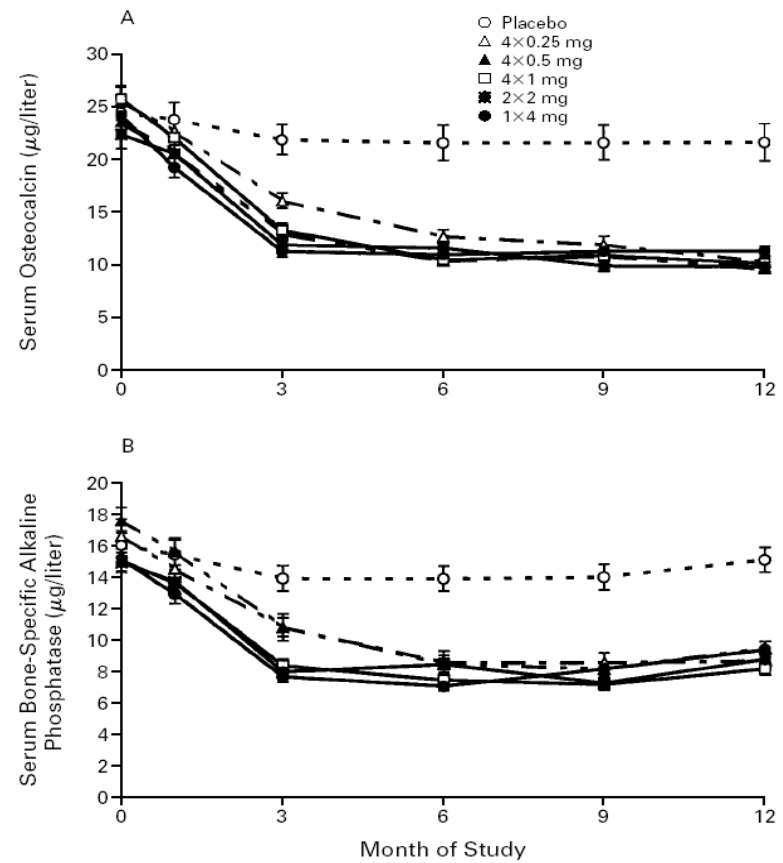 A
Placebo
4×0.25 mg
4×0.5 mg
4×1 mg
2×2 mg
1×4 mg
Serum Osteocalcin (µg/liter)
30
25
20
15
10
5
0
0 3 6 9 12
B
Serum Bone-Specific Alkaline
Phosphatase (µg/liter)
20
18
16
14
12
10
8
6
4
2
0
0 3 6 9 12
Month of Study